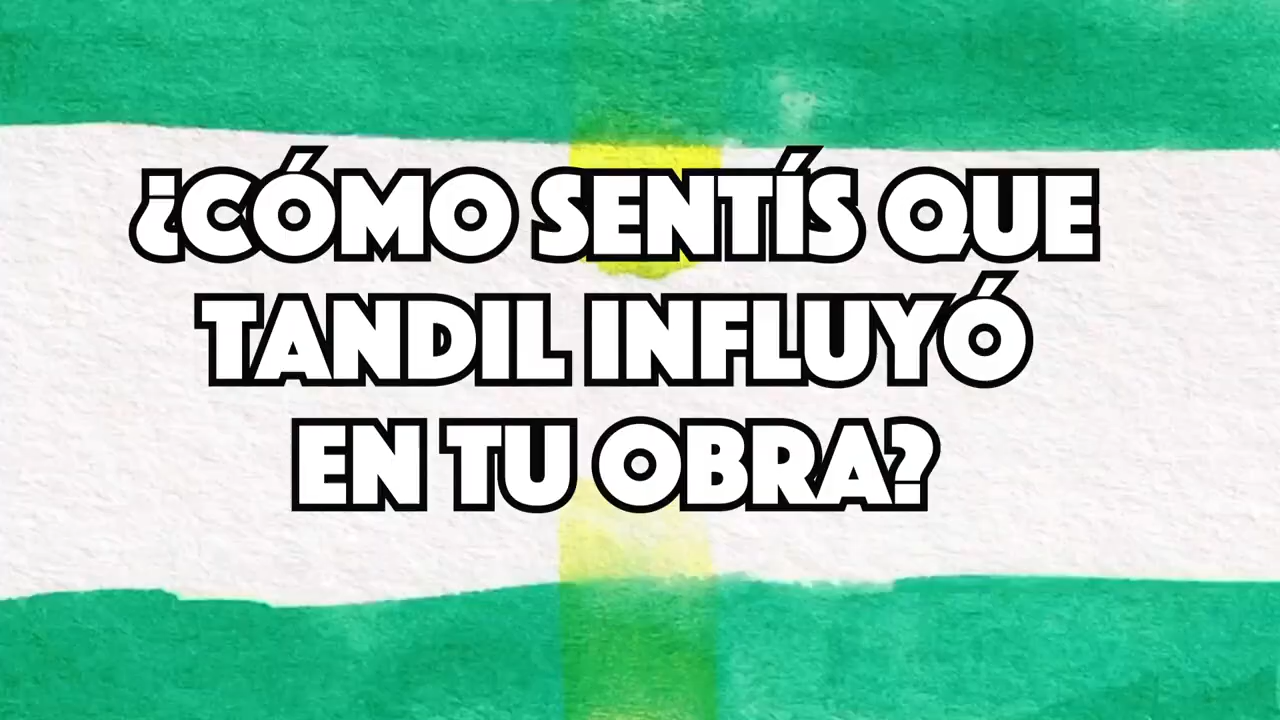 ¿CÓMO SENTÍS QUE
TANDIL INFLUYÓ
EN TU OBRA?